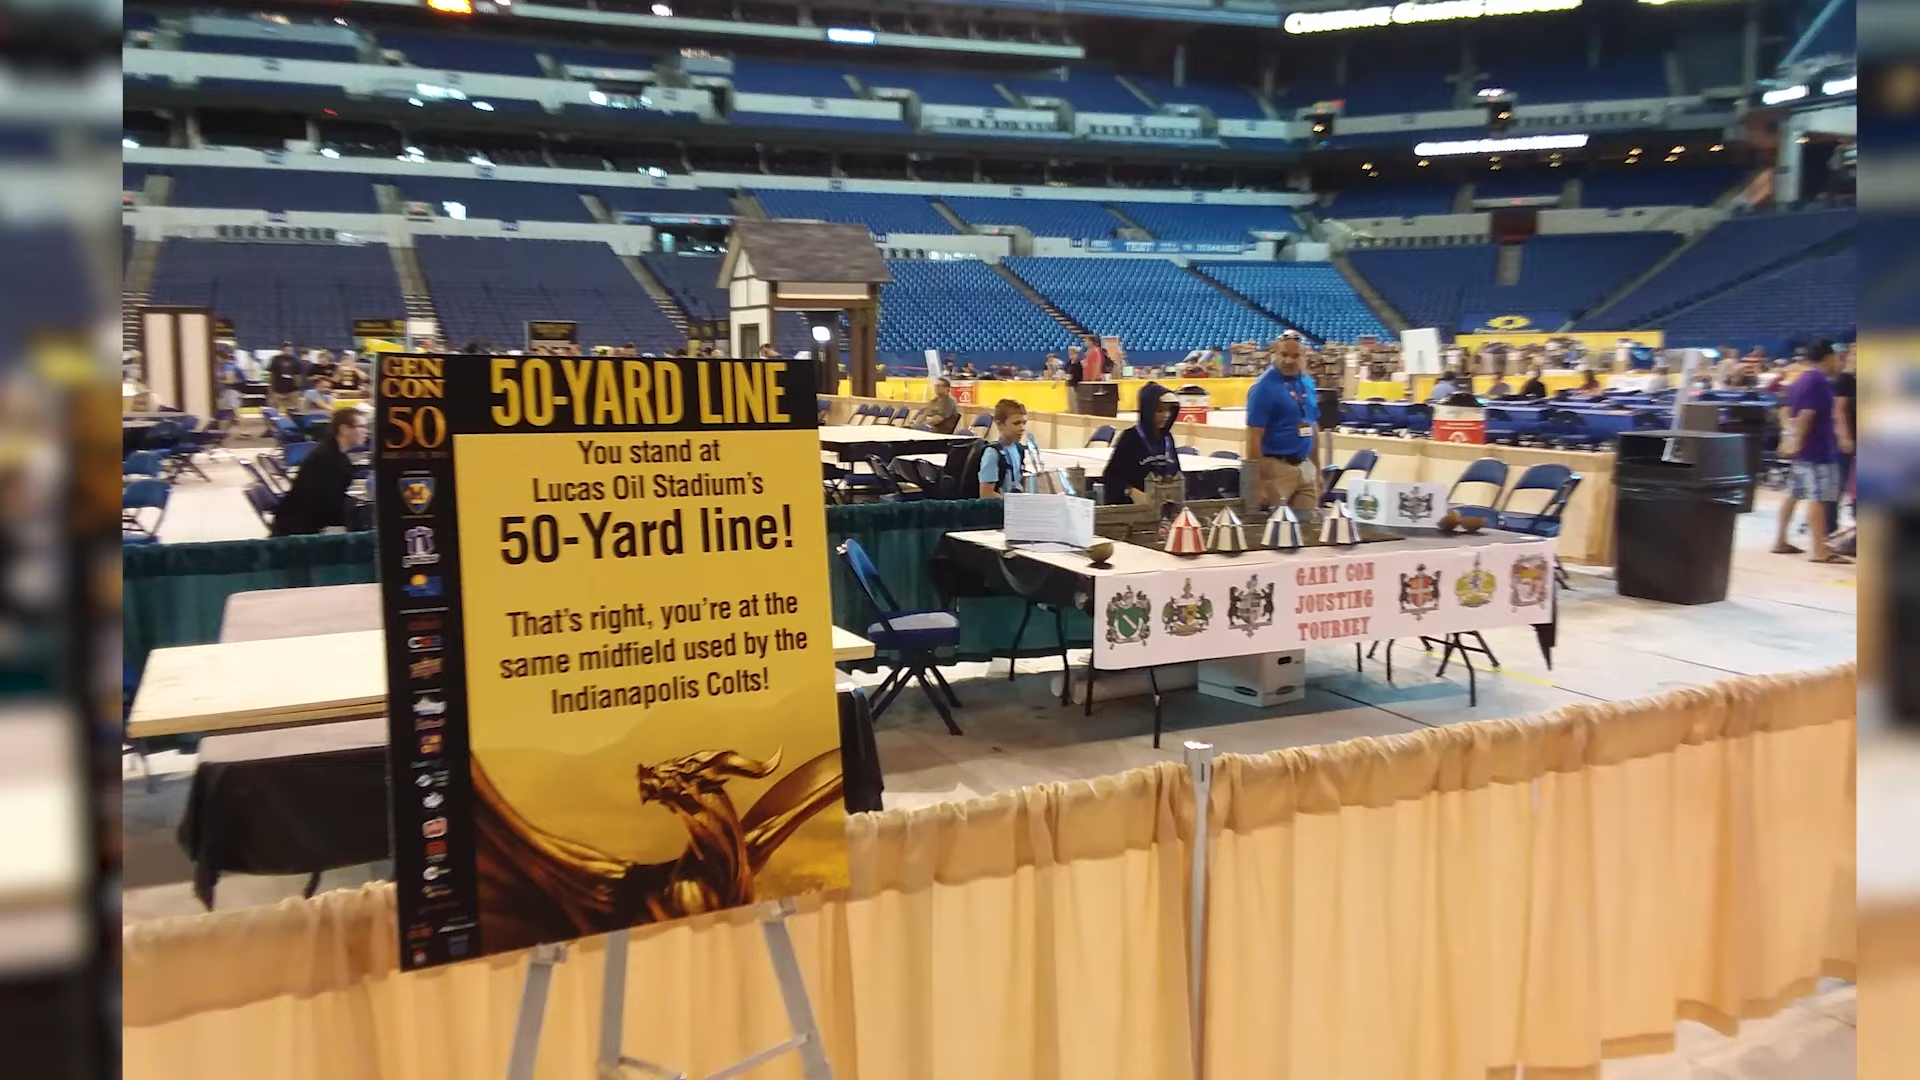 GEN
CON
50
50-YARD LINE
You stand at
Lucas Oil Stadium's
50-Yard line!
That's right, you're at the
same midfield used by the
Indianapolis Colts!
GARY CON
JOUSTING
TOURNEY